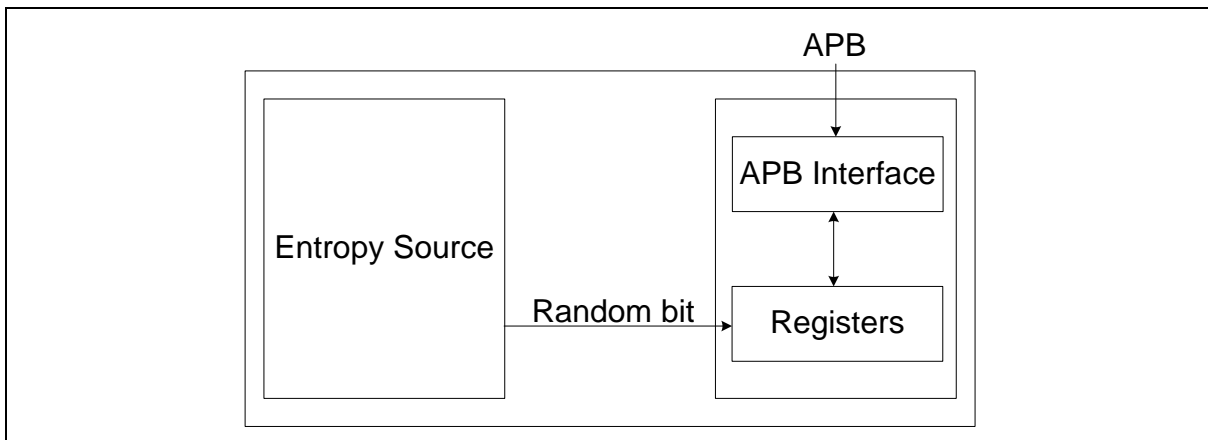 APB
APB Interface
Entropy Source
Random bit
Registers